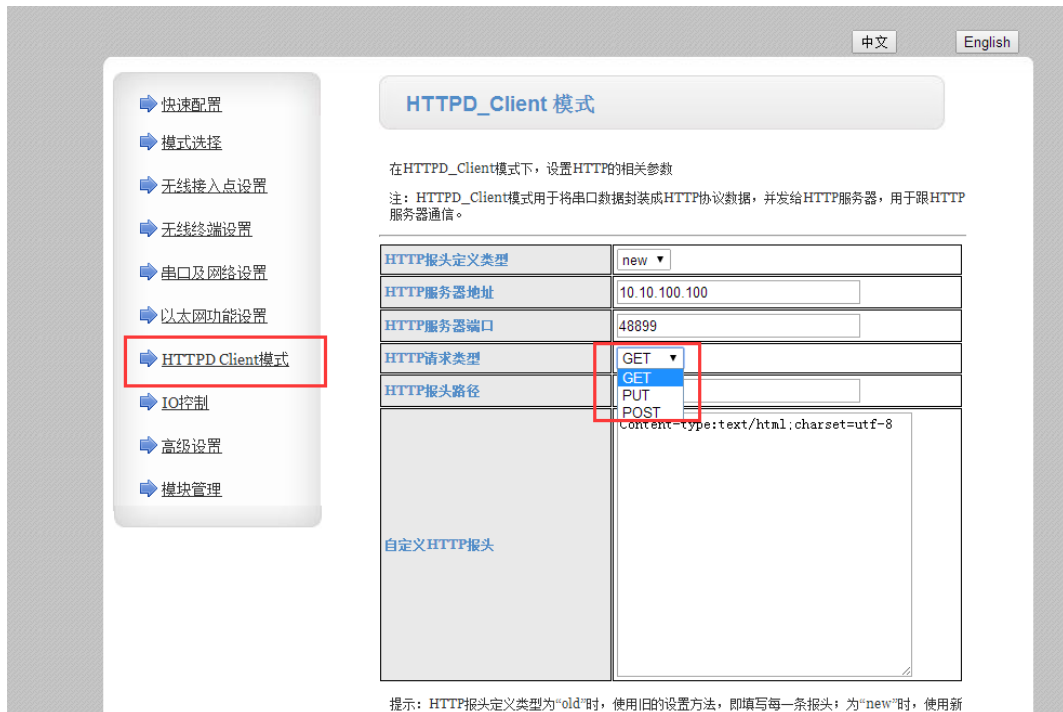 中文
English
快速配置
模式选择
无线接入点设置
无线终端设置
串口及网络设置
以太网功能设置
HTTPD Client模式
IO控制
高级设置
模块管理
HTTPD_Client 模式
在HTTPD_Client模式下，设置HTTP的相关参数
注：HTTPD_Client模式用于将串口数据封装成HTTP协议数据，并发给HTTP服务器，用于跟HTTP
服务器通信。
HTTP报头定义类型 new
HTTP服务器地址 10.10.100.100
HTTP服务器端口 48899
HTTP请求类型 GET
GET
HTTP报头路径
PUT
POST
Content-type:text/html;charset=utf-8
自定义HTTP报头
提示：HTTP报头定义类型为“old”时，使用旧的设置方法，即填写每一条报头；为“new”时，使用新